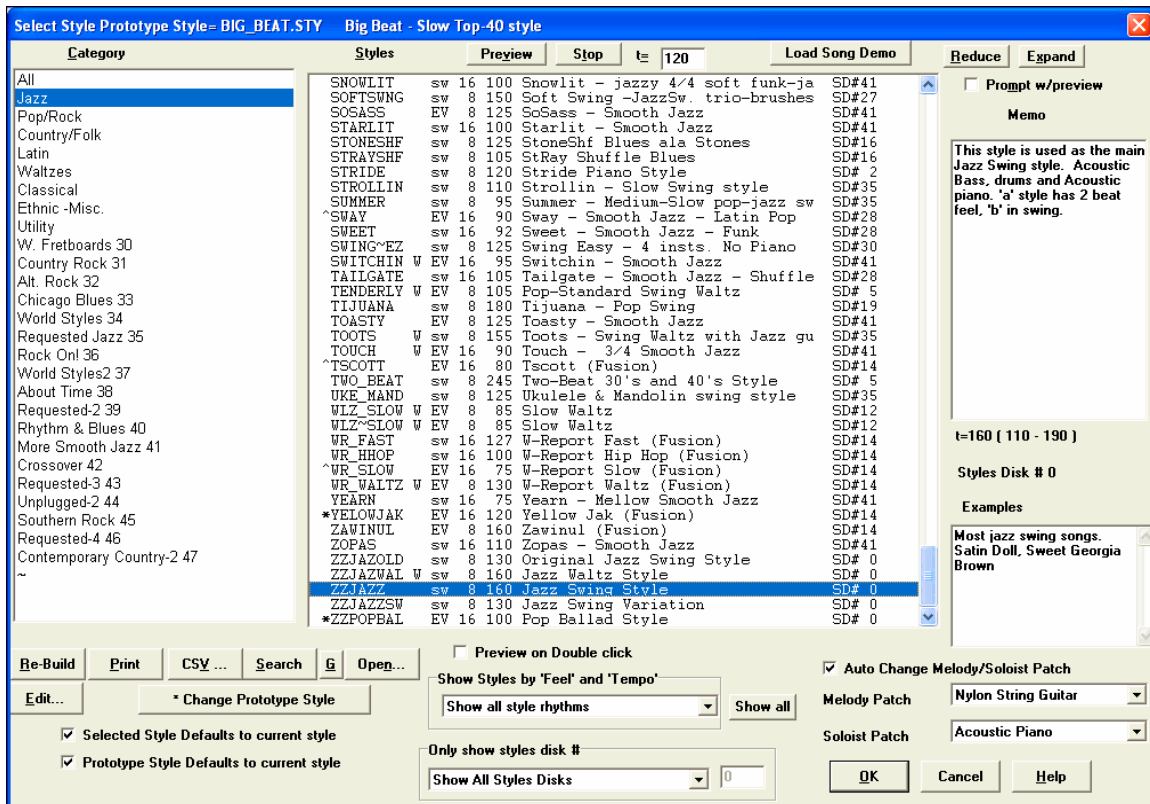 Select Style Prototype Style= BIG_BEAT.STY Big Beat - Slow Top-40 style
Category
All
Jazz
Pop/Rock
Country/Folk
Latin
Waltzes
Classical
Ethnic -Misc.
Utility
W. Fretboards 30
Country Rock 31
Alt. Rock 32
Chicago Blues 33
World Styles 34
Requested Jazz 35
Rock On! 36
World Styles2 37
About Time 38
Requested-2 39
Rhythm & Blues 40
More Smooth Jazz 41
Crossover 42
Requested-3 43
Unplugged-2 44
Southern Rock 45
Requested-4 46
Contemporary Country-2 47
~
Styles Preview Stop t= 120 Load Song Demo
SNOWLIT sw 16 100 Snowlit - jazzy 4/4 soft funk-ja SD#41
SOFTSWNG sw 8 150 Soft Swing -JazzSw. trio-brushes SD#27
SOSASS EV 8 125 SoSass - Smooth Jazz SD#41
STARLIT sw 16 100 Starlit - Smooth Jazz SD#41
STONESHF sw 8 125 StoneShf Blues ala Stones SD#16
STRAYSHF sw 8 105 StRay Shuffle Blues SD#16
STRIDE sw 8 120 Stride Piano Style SD# 2
STROLLIN sw 8 110 Strollin - Slow Swing style SD#35
SUMMER sw 8 95 Summer - Medium-Slow pop-jazz sw SD#35
^SWAY EV 16 90 Sway - Smooth Jazz - Latin Pop SD#28
SWEET sw 16 92 Sweet - Smooth Jazz - Funk SD#28
SWING~EZ sw 8 125 Swing Easy - 4 insts. No Piano SD#30
SWITCHIN W EV 16 95 Switchin - Smooth Jazz SD#41
TAILGATE sw 16 105 Tailgate - Smooth Jazz - Shuffle SD#28
TENDERLY W EV 8 105 Pop-Standard Swing Waltz SD# 5
TIJUANA sw 8 180 Tijuana - Pop Swing SD#19
TOASTY EV 8 125 Toasty - Smooth Jazz SD#41
TOOTS W sw 8 155 Toots - Swing Waltz with Jazz gu SD#35
TOUCH W EV 16 90 Touch - 3/4 Smooth Jazz SD#41
^TSCOTT EV 16 80 Tscott (Fusion) SD#14
TWO_BEAT sw 8 245 Two-Beat 30's and 40's Style SD# 5
UKE_MAND sw 8 125 Ukulele & Mandolin swing style SD#35
WLZ_SLOW W EV 8 85 Slow Waltz SD#12
WLZ~SLOW W EV 8 85 Slow Waltz SD#12
WR_FAST sw 16 127 W-Report Fast (Fusion) SD#14
WR_HHOP sw 16 100 W-Report Hip Hop (Fusion) SD#14
^WR_SLOW EV 16 75 W-Report Slow (Fusion) SD#14
WR_WALTZ W EV 8 130 W-Report Waltz (Fusion) SD#14
YEARN sw 16 75 Yearn - Mellow Smooth Jazz SD#41
*YELOWJAK EV 16 120 Yellow Jak (Fusion) SD#14
ZAWINUL EV 8 160 Zawinul (Fusion) SD#14
ZOPAS sw 16 110 Zopas - Smooth Jazz SD#41
ZZJAZOLD sw 8 130 Original Jazz Swing Style SD# 0
ZZJAZWAL W sw 8 160 Jazz Waltz Style SD# 0
ZZJAZZ sw 8 160 Jazz Swing Style SD# 0
ZZJAZZSW sw 8 130 Jazz Swing Variation SD# 0
*ZZPOPBAL EV 16 100 Pop Ballad Style SD# 0
Reduce Expand
Prompt w/preview
Memo
This style is used as the main
Jazz Swing style. Acoustic
Bass, drums and Acoustic
piano. 'a' style has 2 beat
feel, 'b' in swing.
t=160 ( 110 - 190 )
Styles Disk # 0
Examples
Most jazz swing songs.
Satin Doll, Sweet Georgia
Brown
Re-Build Print CSV ... Search G Open...
Edit... * Change Prototype Style
Selected Style Defaults to current style
Prototype Style Defaults to current style
Preview on Double click
Show Styles by 'Feel' and 'Tempo'
Show all style rhythms Show all
Only show styles disk #
Show All Styles Disks 0
Auto Change Melody/Soloist Patch
Melody Patch Nylon String Guitar
Soloist Patch Acoustic Piano
OK Cancel Help